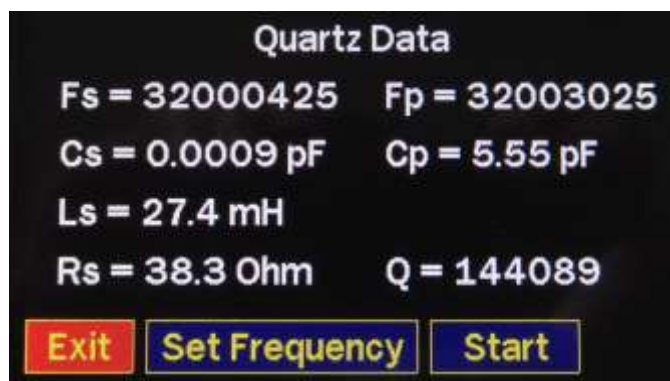 Quartz Data
Fs = 32000425 Fp = 32003025
Cs = 0.0009 pF Cp = 5.55 pF
Ls = 27.4 mH
Rs = 38.3 Ohm Q = 144089
Exit Set Frequency Start